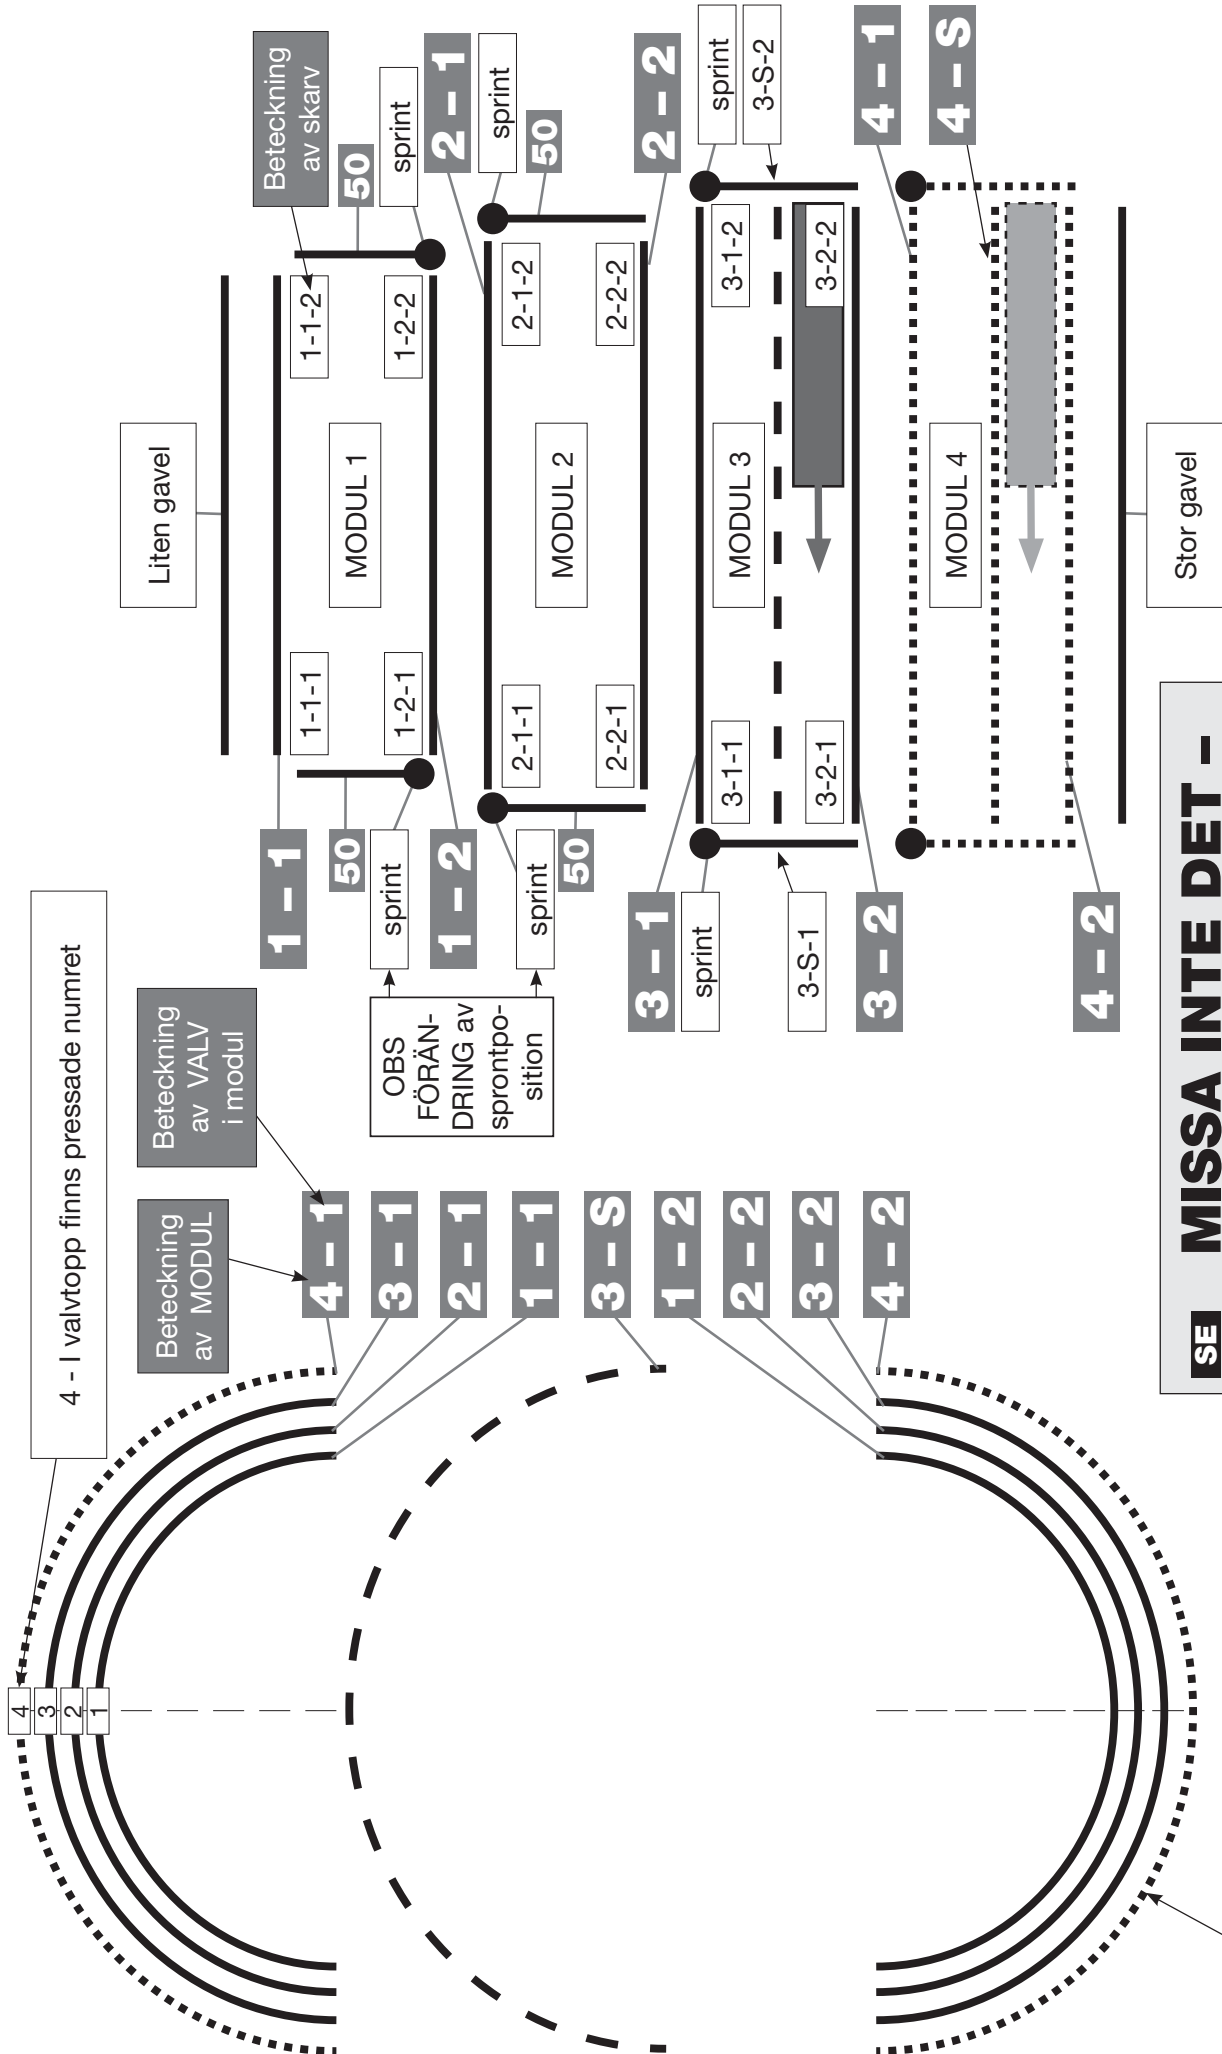 4 - I valvtopp finns pressade numret
Beteckning
av MODUL
Beteckning
av VALV
i modul
4
3
2
1
4 – 1
3 – 1
2 – 1
1 – 1
3 – S
1 – 2
2 – 2
3 – 2
4 – 2
OBS
FÖRÄN-
DRING av
sprontpo-
sition
Liten gavel
Beteckning
av skarv
1 – 1
50
sprint
1 – 2
1-1-1
1-2-1
MODUL 1
1-1-2
1-2-2
50
sprint
2 – 1
sprint
50
2-1-1
2-2-1
MODUL 2
2-1-2
2-2-2
sprint
50
2 – 2
3 – 1
sprint
3-S-1
3 – 2
3-1-1
3-2-1
MODUL 3
3-1-2
3-2-2
sprint
3-S-2
4 – 1
4 – S
MODUL 4
4 – 2
Stor gavel
SE MISSA INTE DET –